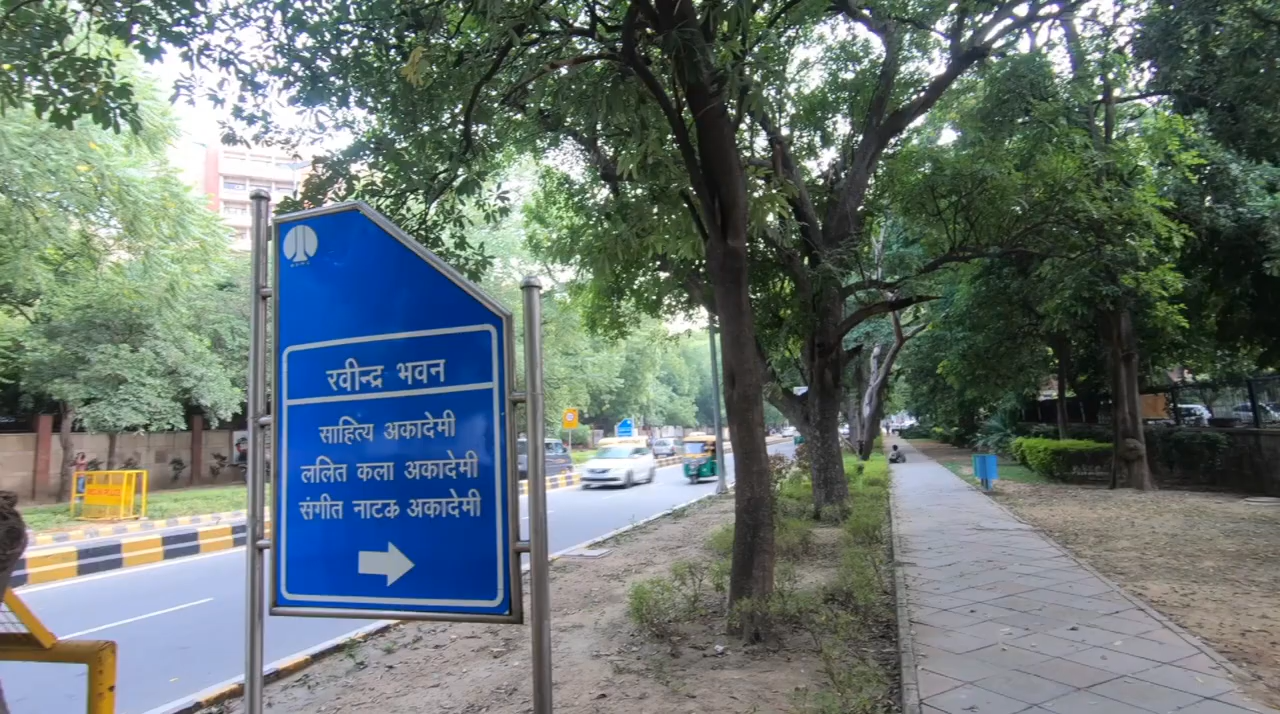 रवीन्द्र भवन
साहित्य अकादेमी
ललित कला अकादेमी
संगीत नाटक अकादेमी